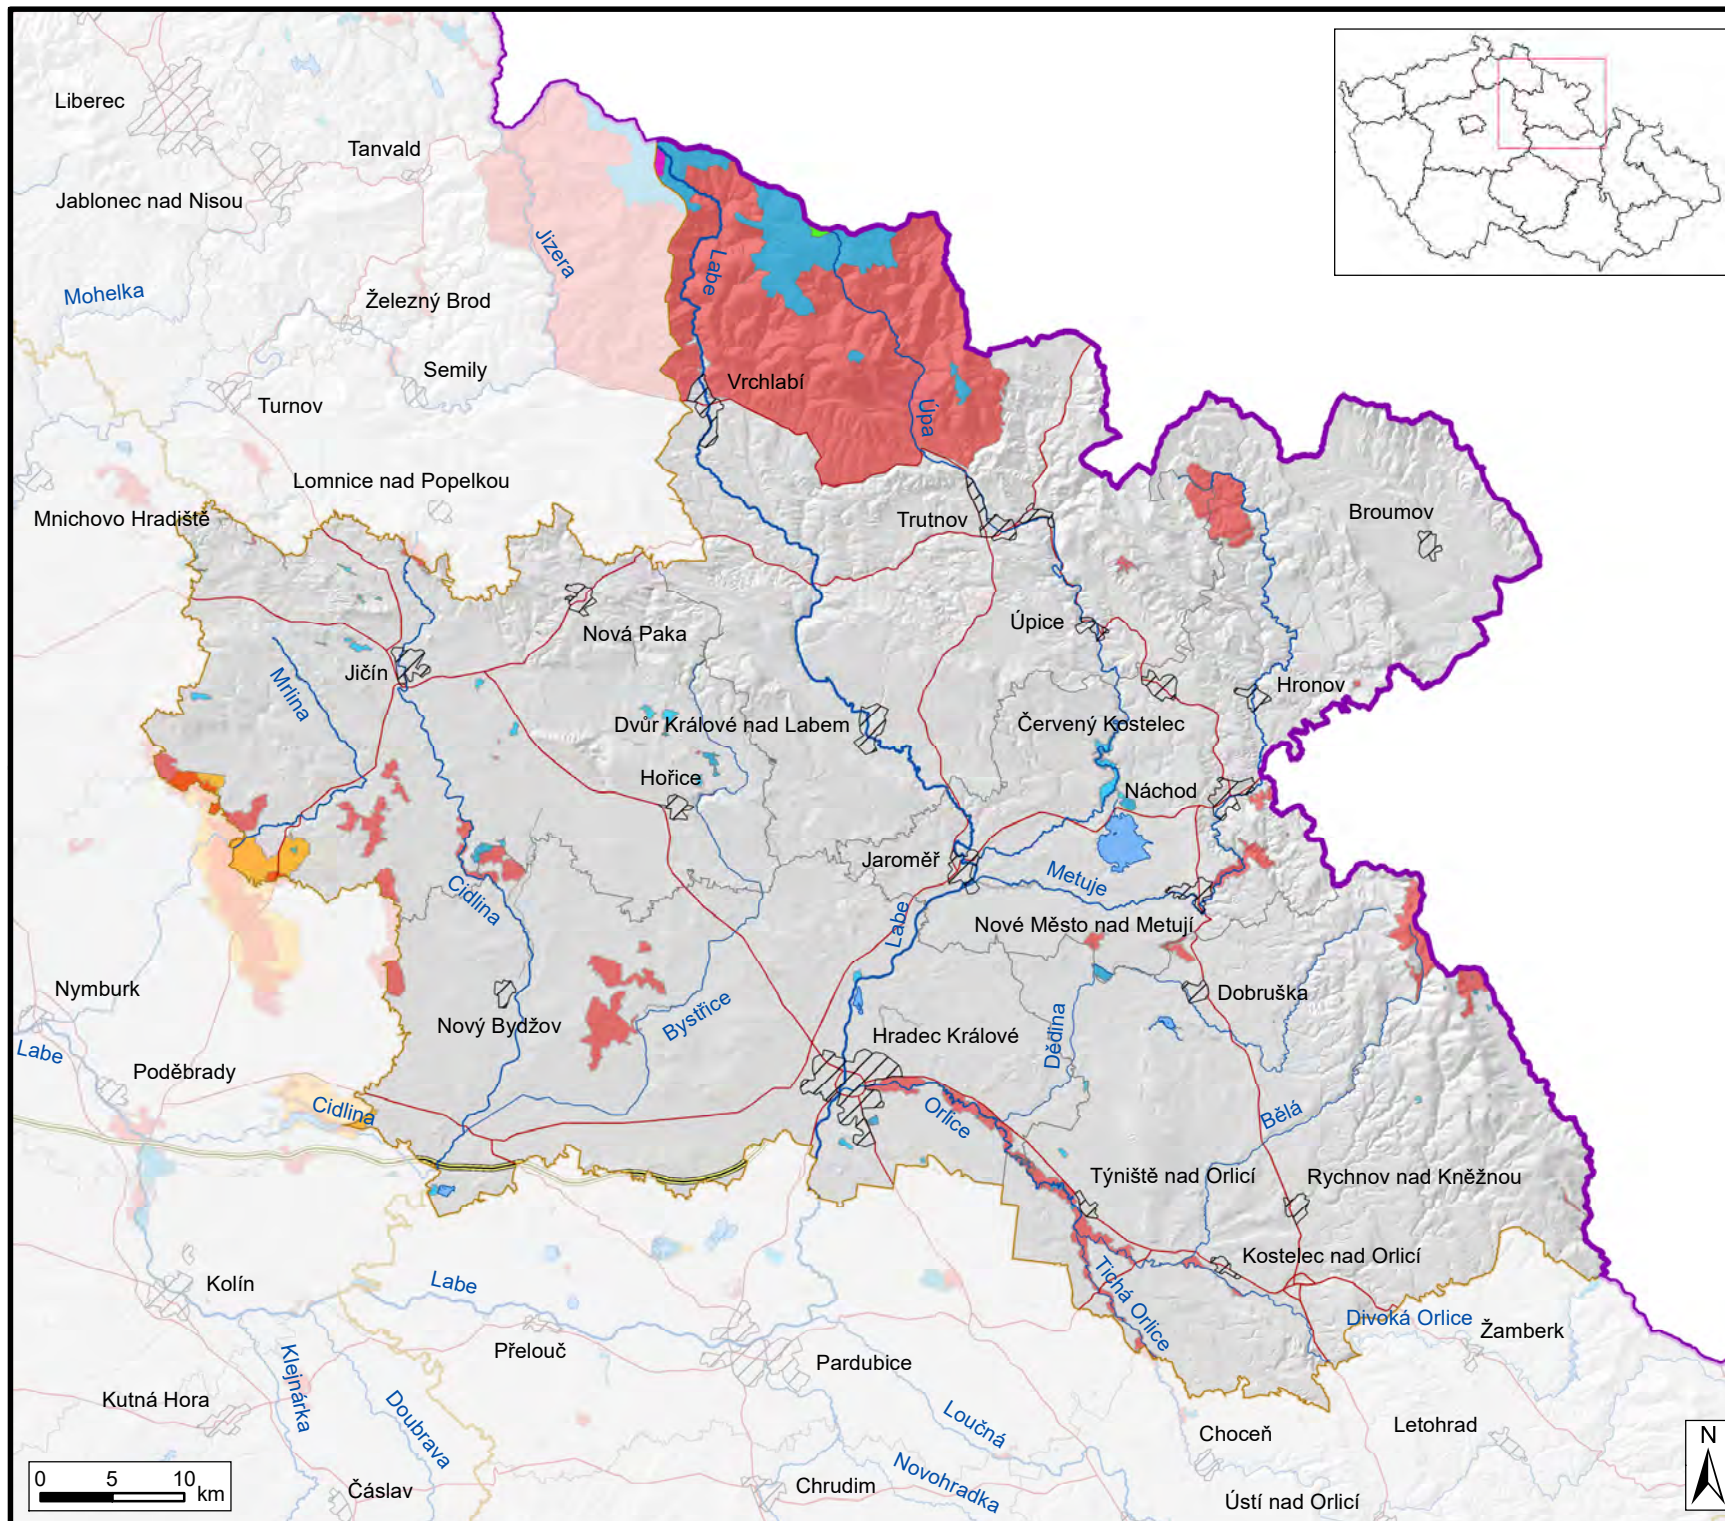 Liberec
Tanvald
Jablonec nad Nisou
Jizera
Labe
Mohelka
Železný Brod
Semily
Vrchlabí
Turnov
Úpa
Lomnice nad Popelkou
Mnichovo Hradiště
Trutnov
Broumov
Úpice
Nová Paka
Jičín
Mrlina
Hronov
Dvůr Králové nad Labem
Červený Kostelec
Hořice
Náchod
Jaroměř
Metuje
Cidlina
Labe
Nové Město nad Metují
Nymburk
Nový Bydžov
Bystřice
Dobruška
Hradec Králové
Dědina
Labe
Poděbrady
Cidlina
Orlice
Bělá
Týniště nad Orlicí
Rychnov nad Kněžnou
Kostelec nad Orlicí
Kolín
Labe
Tichá Orlice
Divoká Orlice
Žamberk
Přelouč
Pardubice
Klejnárka
Kutná Hora
Doubrava
Loučná
Choceň
Letohrad
Novohradka
Čáslav
Chrudim
Ústí nad Orlicí
0 5 10
km
N